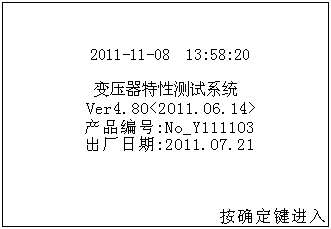 2011-11-08  13:58:20
变压器特性测试系统
Ver4.80<2011.06.14>
产品编号:No_Y111103
出厂日期:2011.07.21
按确定键进入